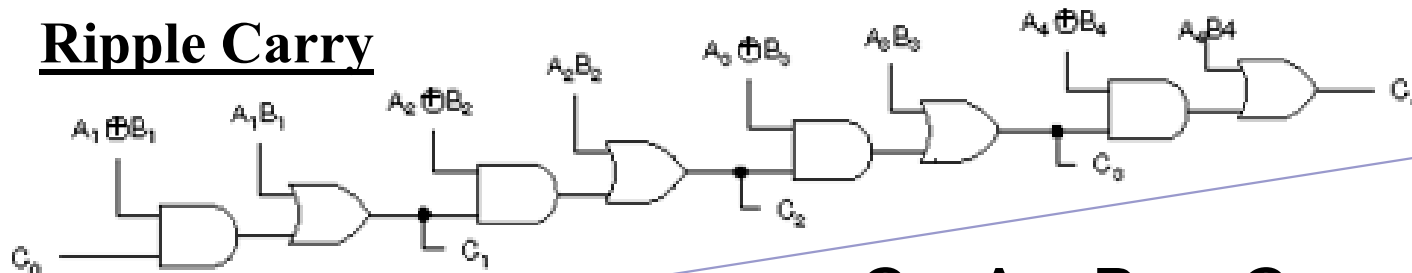 Ripple Carry
A₁⊕B₁
A₁B₁
A₂⊕B₂
A₂B₂
A₃⊕B₃
A₃B₃
A₄⊕B₄
A₄B4
C₀
C₁
C₂
C₃
C